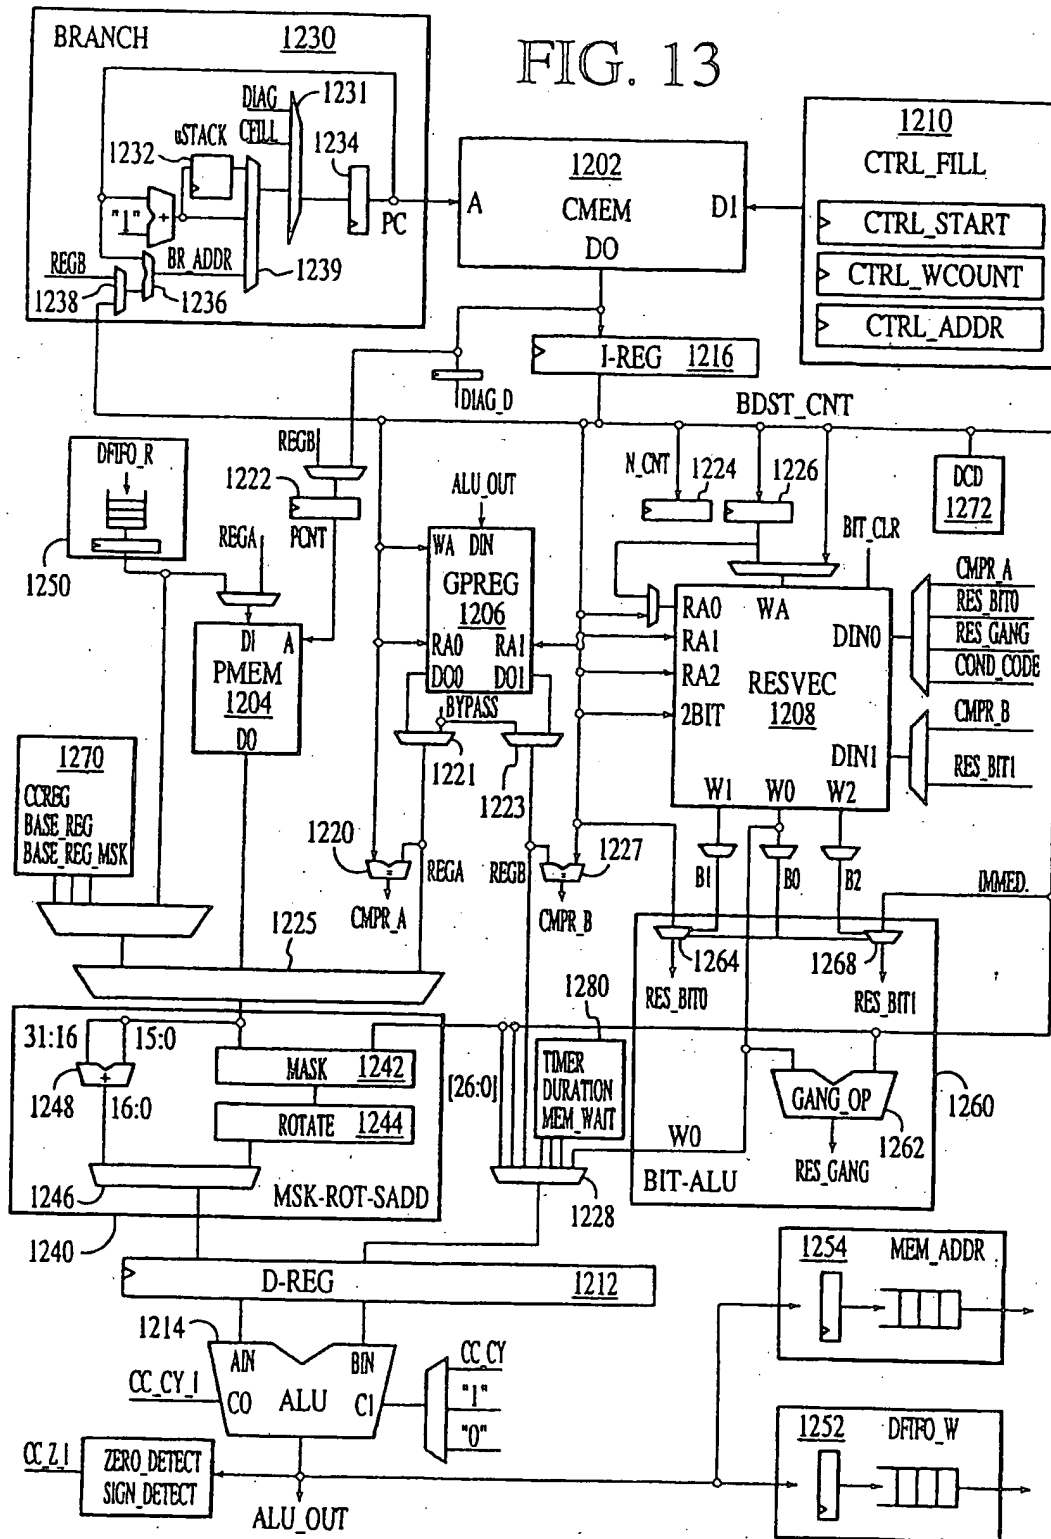 FIG. 13
BRANCH 1230
DIAG
CFILL
1231
uSTACK
1232
1234
"1"
+
PC
REGB
BR_ADDR
1238
1236
1239
1202
CMEM
A
D1
DO
1210
CTRL_FILL
CTRL_START
CTRL_WCOUNT
CTRL_ADDR
I-REG 1216
DIAG_D
BDST_CNT
DFIFO_R
1250
REGB
1222
PCNT
REGA
ALU_OUT
N_CNT
1224
1226
DCD
1272
BIT_CLR
WA DIN
GPREG
1206
RA0 RA1
DO0 DO1
BYPASS
1221
1223
DI A
PMEM
1204
DO
RA0
WA
DIN0
RA1
RA2
RESVEC
1208
2BIT
DIN1
W1 W0 W2
CMPR_A
RES_BIT0
RES_GANG
COND_CODE
CMPR_B
RES_BIT1
1270
CCREG
BASE_REG
BASE_REG_MSK
1220
=
CMPR_A
REGA
REGB
1227
=
CMPR_B
B1
B0
B2
IMMED.
1225
1264
1268
RES_BIT0
RES_BIT1
1280
TIMER
DURATION
MEM_WAIT
31:16
15:0
1248
+
16:0
MASK 1242
ROTATE 1244
[26:0]
1246
MSK-ROT-SADD
1240
W0
1228
GANG_OP
1262
1260
RES_GANG
BIT-ALU
D-REG 1212
1214
AIN BIN
CC_CY_I
CO ALU CI
CC_CY
"1"
"0"
1254 MEM_ADDR
1252 DFIFO_W
CC_Z_I
ZERO_DETECT
SIGN_DETECT
ALU_OUT